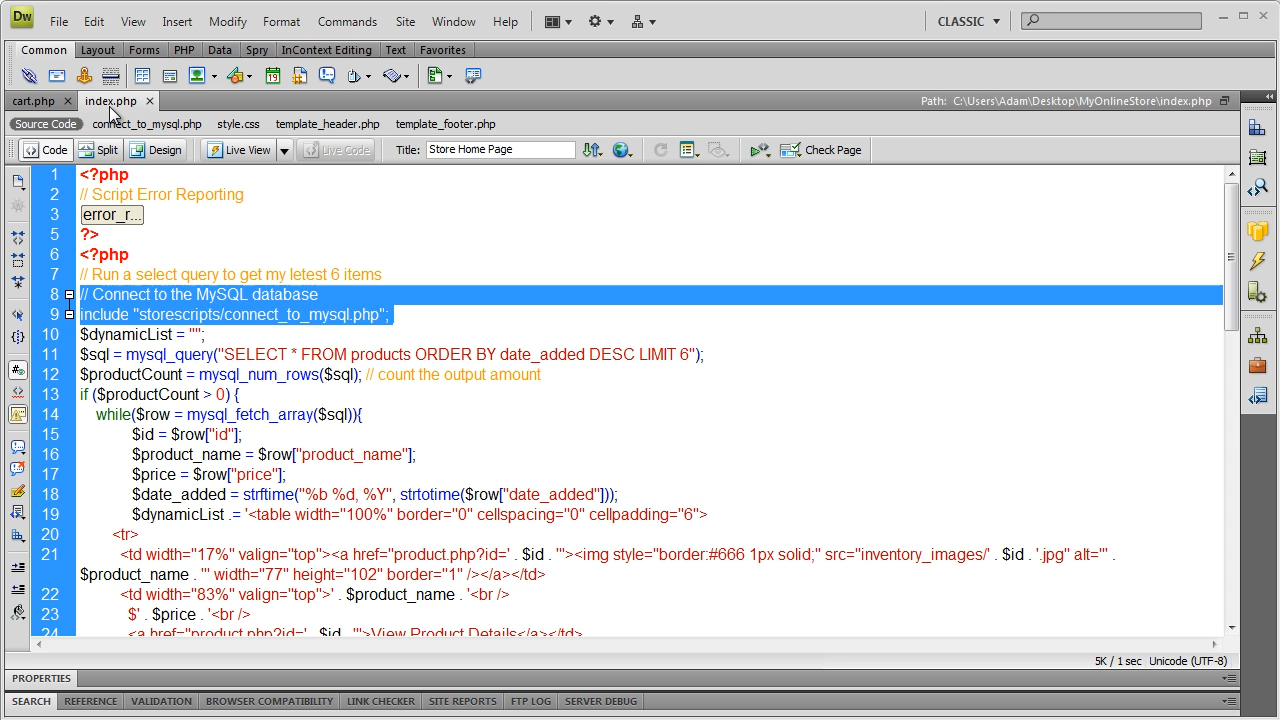 Dw File Edit View Insert Modify Format Commands Site Window Help CLASSIC
Common Layout Forms PHP Data Spry InContext Editing Text Favorites
cart.php index.php Path: C:\Users\Adam\Desktop\MyOnlineStore\index.php
Source Code connect_to_mysql.php style.css template_header.php template_footer.php
Code Split Design Live View Live Code Title: Store Home Page Check Page
1 <?php
2 // Script Error Reporting
3 error_r...
5 ?>
6 <?php
7 // Run a select query to get my letest 6 items
8 // Connect to the MySQL database
9 include "storescripts/connect_to_mysql.php";
10 $dynamicList = "";
11 $sql = mysql_query("SELECT * FROM products ORDER BY date_added DESC LIMIT 6");
12 $productCount = mysql_num_rows($sql); // count the output amount
13 if ($productCount > 0) {
14 while($row = mysql_fetch_array($sql)){
15 $id = $row["id"];
16 $product_name = $row["product_name"];
17 $price = $row["price"];
18 $date_added = strftime("%b %d, %Y", strtotime($row["date_added"]));
19 $dynamicList .= '<table width="100%" border="0" cellspacing="0" cellpadding="6">
20 <tr>
21 <td width="17%" valign="top"><a href="product.php?id=' . $id . '"><img style="border:#666 1px solid;" src="inventory_images/' . $id . '.jpg" alt="' .
$product_name . '" width="77" height="102" border="1" /></a></td>
22 <td width="83%" valign="top">' . $product_name . '<br />
23 $' . $price . '<br />
24 <a href="product.php?id=' . $id . '">View Product Details</a></td>
5K / 1 sec Unicode (UTF-8)
PROPERTIES
SEARCH REFERENCE VALIDATION BROWSER COMPATIBILITY LINK CHECKER SITE REPORTS FTP LOG SERVER DEBUG